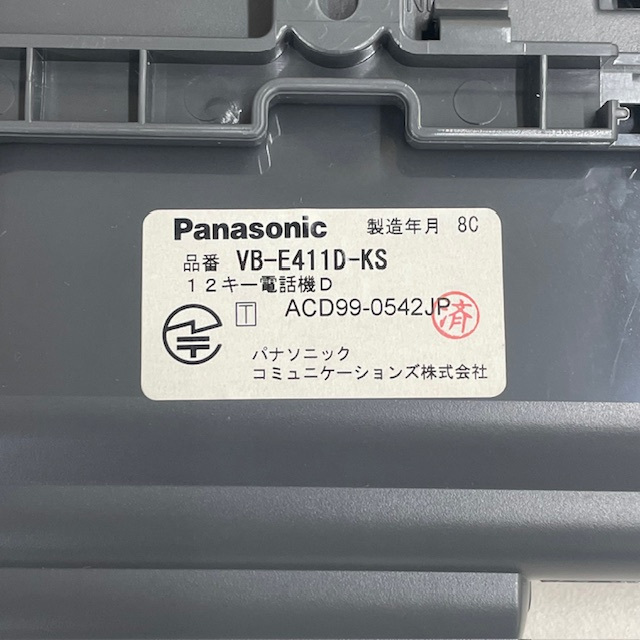 Panasonic 製造年月 8C
品番 VB-E411D-KS
12キー電話機D
T ACD99-0542JP 済
パナソニック
コミュニケーションズ株式会社